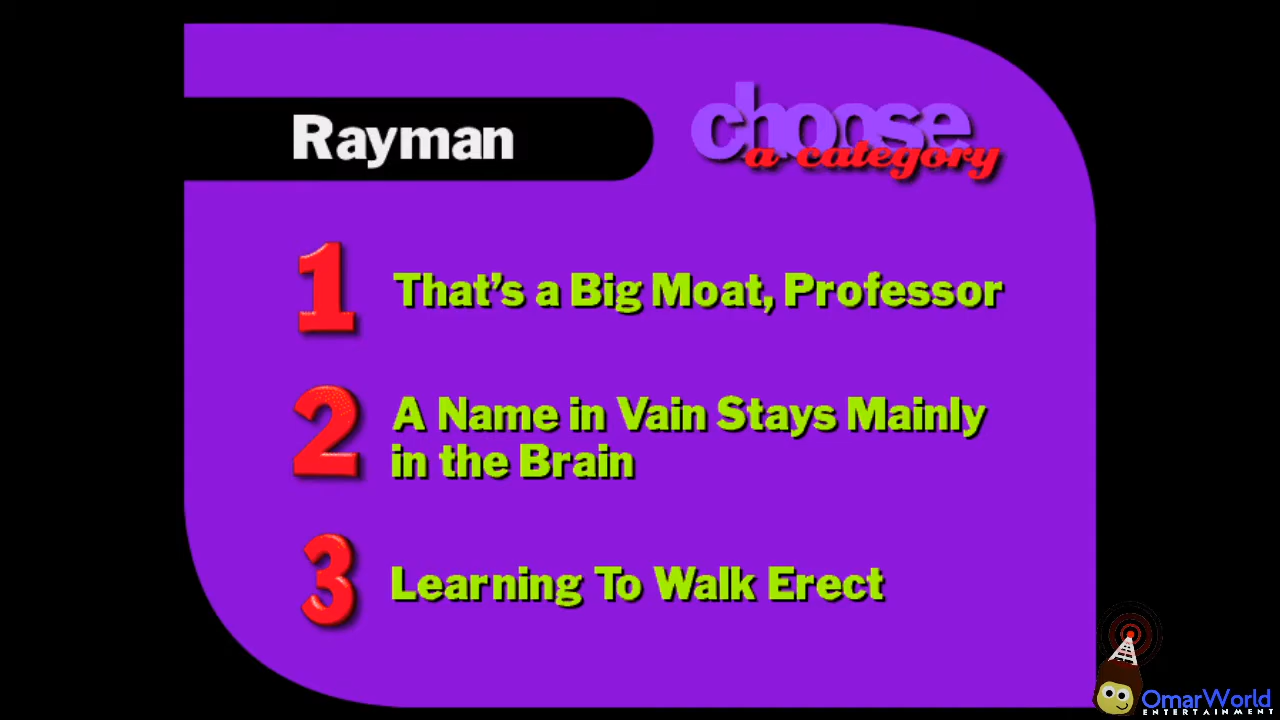 Rayman
choose
a category
1 That's a Big Moat, Professor
2 A Name in Vain Stays Mainly
in the Brain
3 Learning To Walk Erect
OmarWorld
ENTERTAINMENT